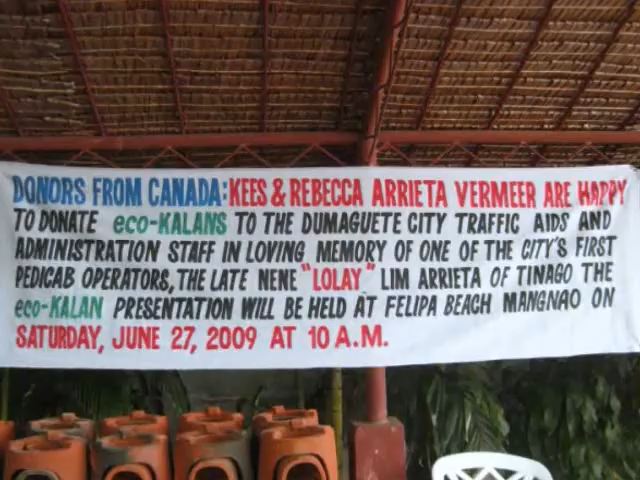 DONORS FROM CANADA: KEES & REBECCA ARRIETA VERMEER ARE HAPPY
TO DONATE eco-KALANS TO THE DUMAGUETE CITY TRAFFIC AIDS AND
ADMINISTRATION STAFF IN LOVING MEMORY OF ONE OF THE CITY'S FIRST
PEDICAB OPERATORS, THE LATE NENE "LOLAY" LIM ARRIETA OF TINAGO THE
eco-KALAN PRESENTATION WILL BE HELD AT FELIPA BEACH MANGNAO ON
SATURDAY, JUNE 27, 2009 AT 10 A.M.